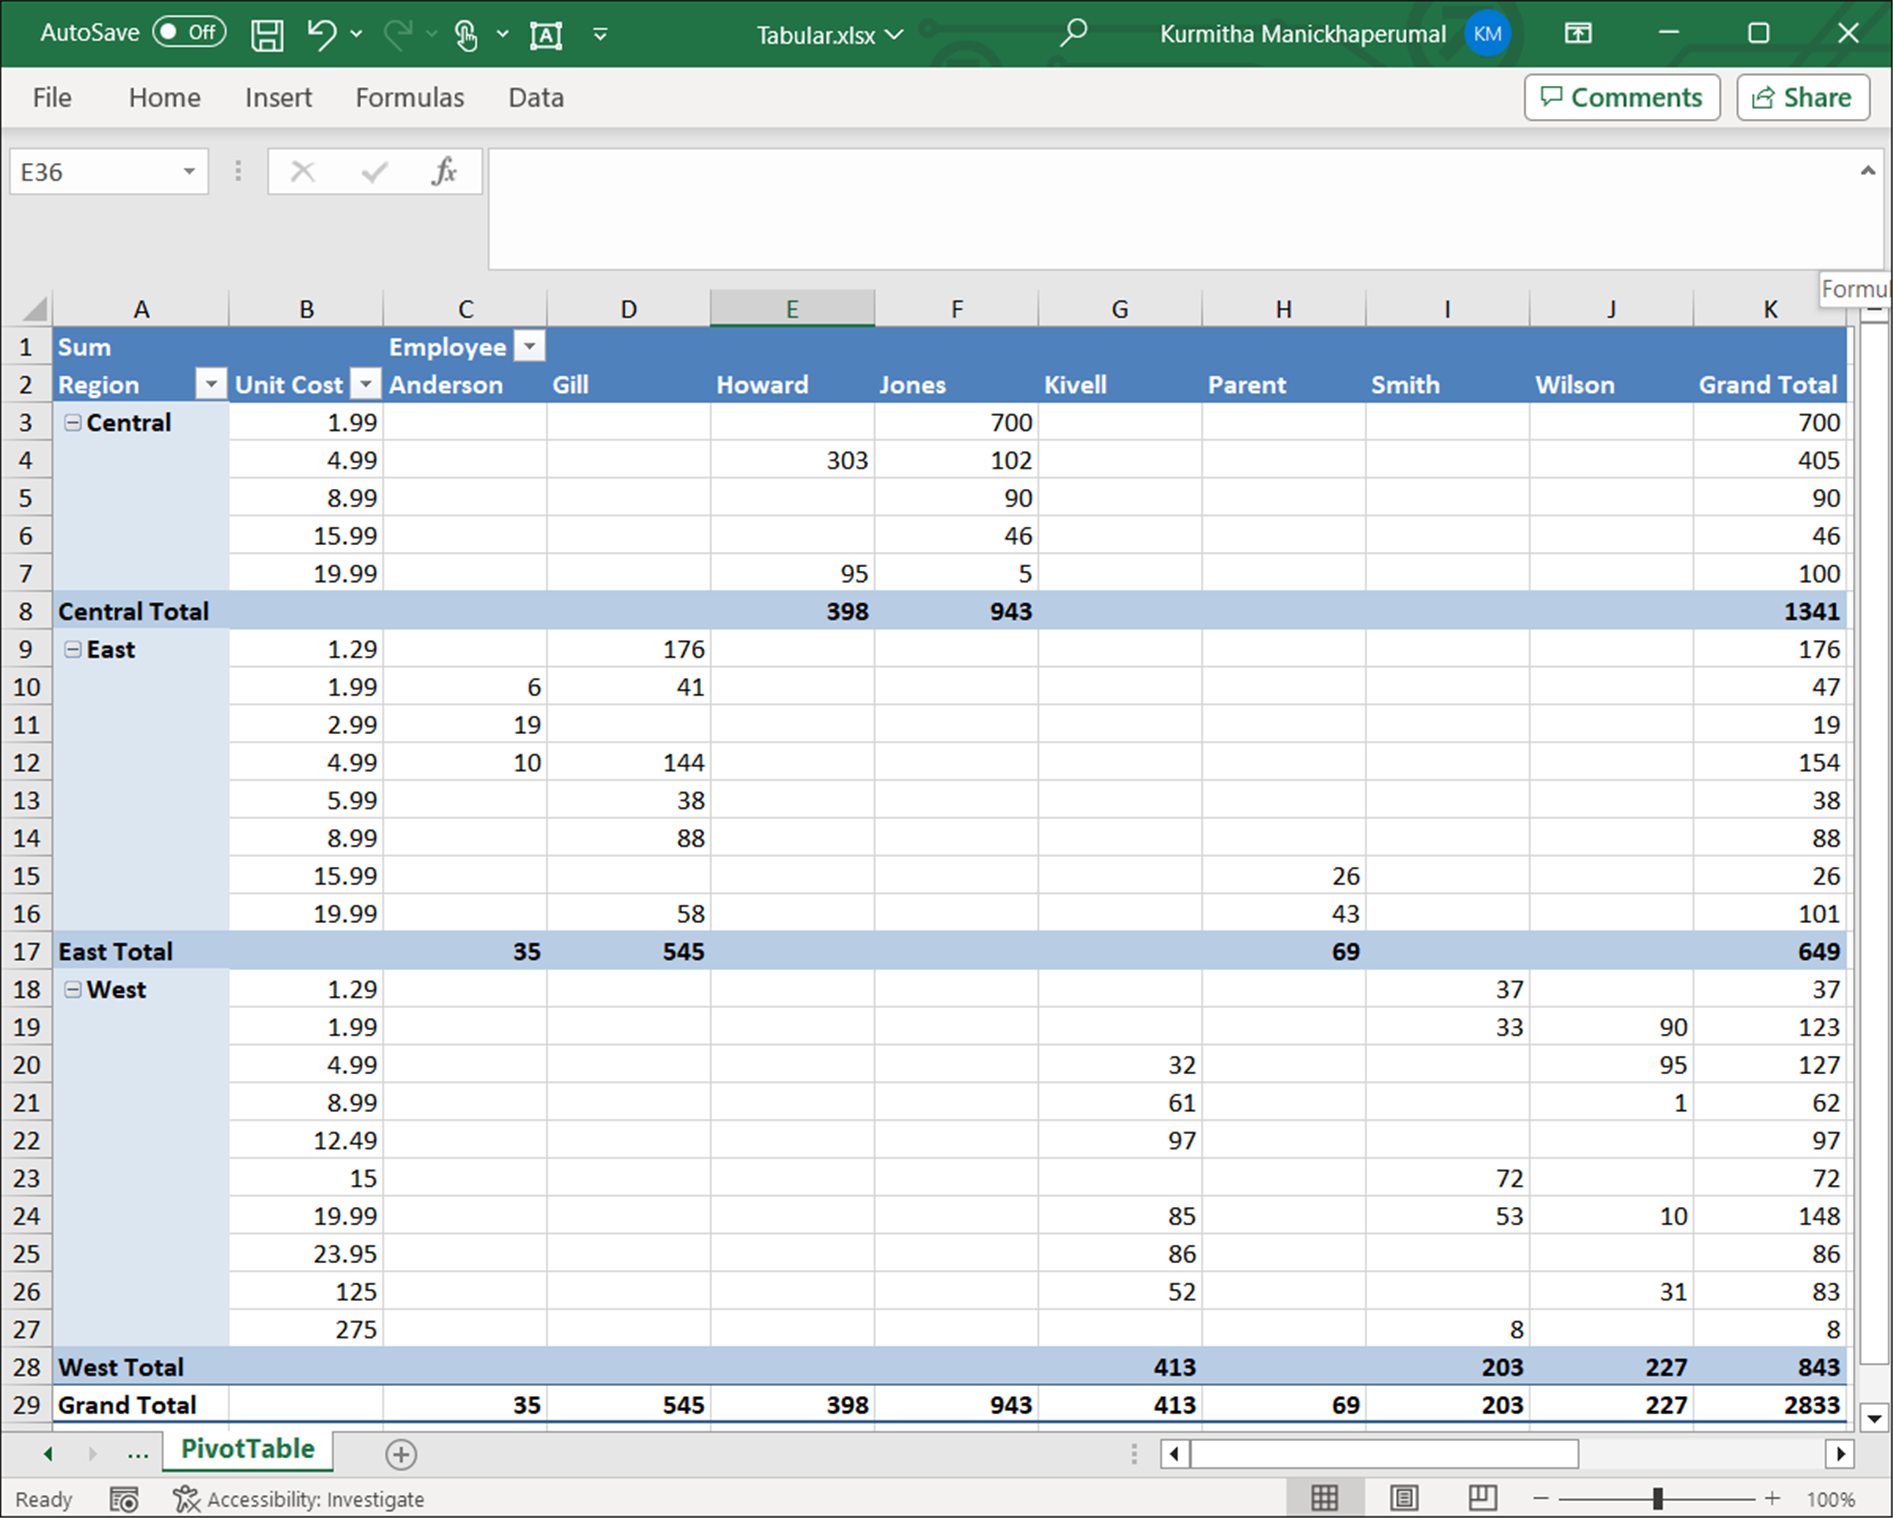 AutoSave Off Tabular.xlsx Kurmitha Manickhaperumal KM
File Home Insert Formulas Data Comments Share
E36 fx
Formul
A B C D E F G H I J K
1 Sum Employee
2 Region Unit Cost Anderson Gill Howard Jones Kivell Parent Smith Wilson Grand Total
3 Central 1.99 700 700
4 4.99 303 102 405
5 8.99 90 90
6 15.99 46 46
7 19.99 95 5 100
8 Central Total 398 943 1341
9 East 1.29 176 176
10 1.99 6 41 47
11 2.99 19 19
12 4.99 10 144 154
13 5.99 38 38
14 8.99 88 88
15 15.99 26 26
16 19.99 58 43 101
17 East Total 35 545 69 649
18 West 1.29 37 37
19 1.99 33 90 123
20 4.99 32 95 127
21 8.99 61 1 62
22 12.49 97 97
23 15 72 72
24 19.99 85 53 10 148
25 23.95 86 86
26 125 52 31 83
27 275 8 8
28 West Total 413 203 227 843
29 Grand Total 35 545 398 943 413 69 203 227 2833
... PivotTable
Ready Accessibility: Investigate 100%